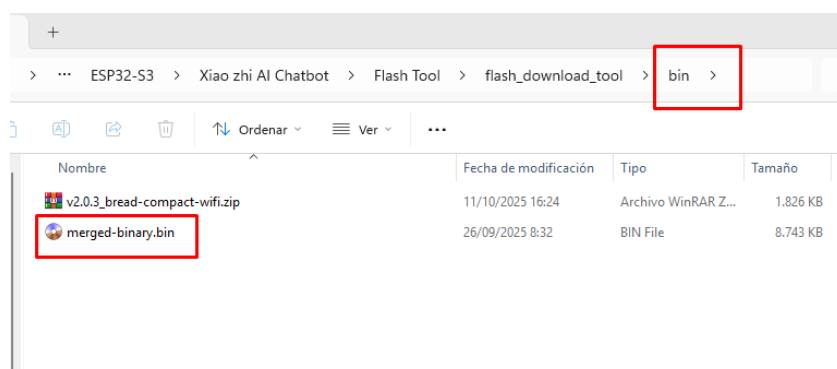 +
> ··· ESP32-S3 > Xiao zhi AI Chatbot > Flash Tool > flash_download_tool > bin >
Ordenar Ver ···
Nombre Fecha de modificación Tipo Tamaño
v2.0.3_bread-compact-wifi.zip 11/10/2025 16:24 Archivo WinRAR Z... 1.826 KB
merged-binary.bin 26/09/2025 8:32 BIN File 8.743 KB